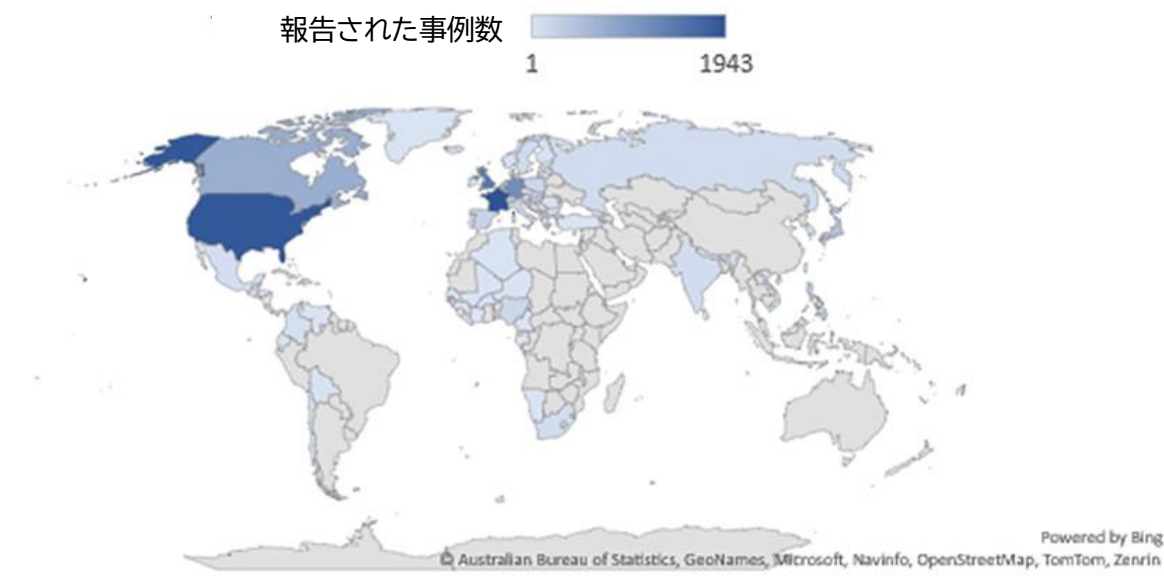 報告された事例数
1
1943
Powered by Bing
© Australian Bureau of Statistics, GeoNames, Microsoft, Navinfo, OpenStreetMap, TomTom, Zenrin